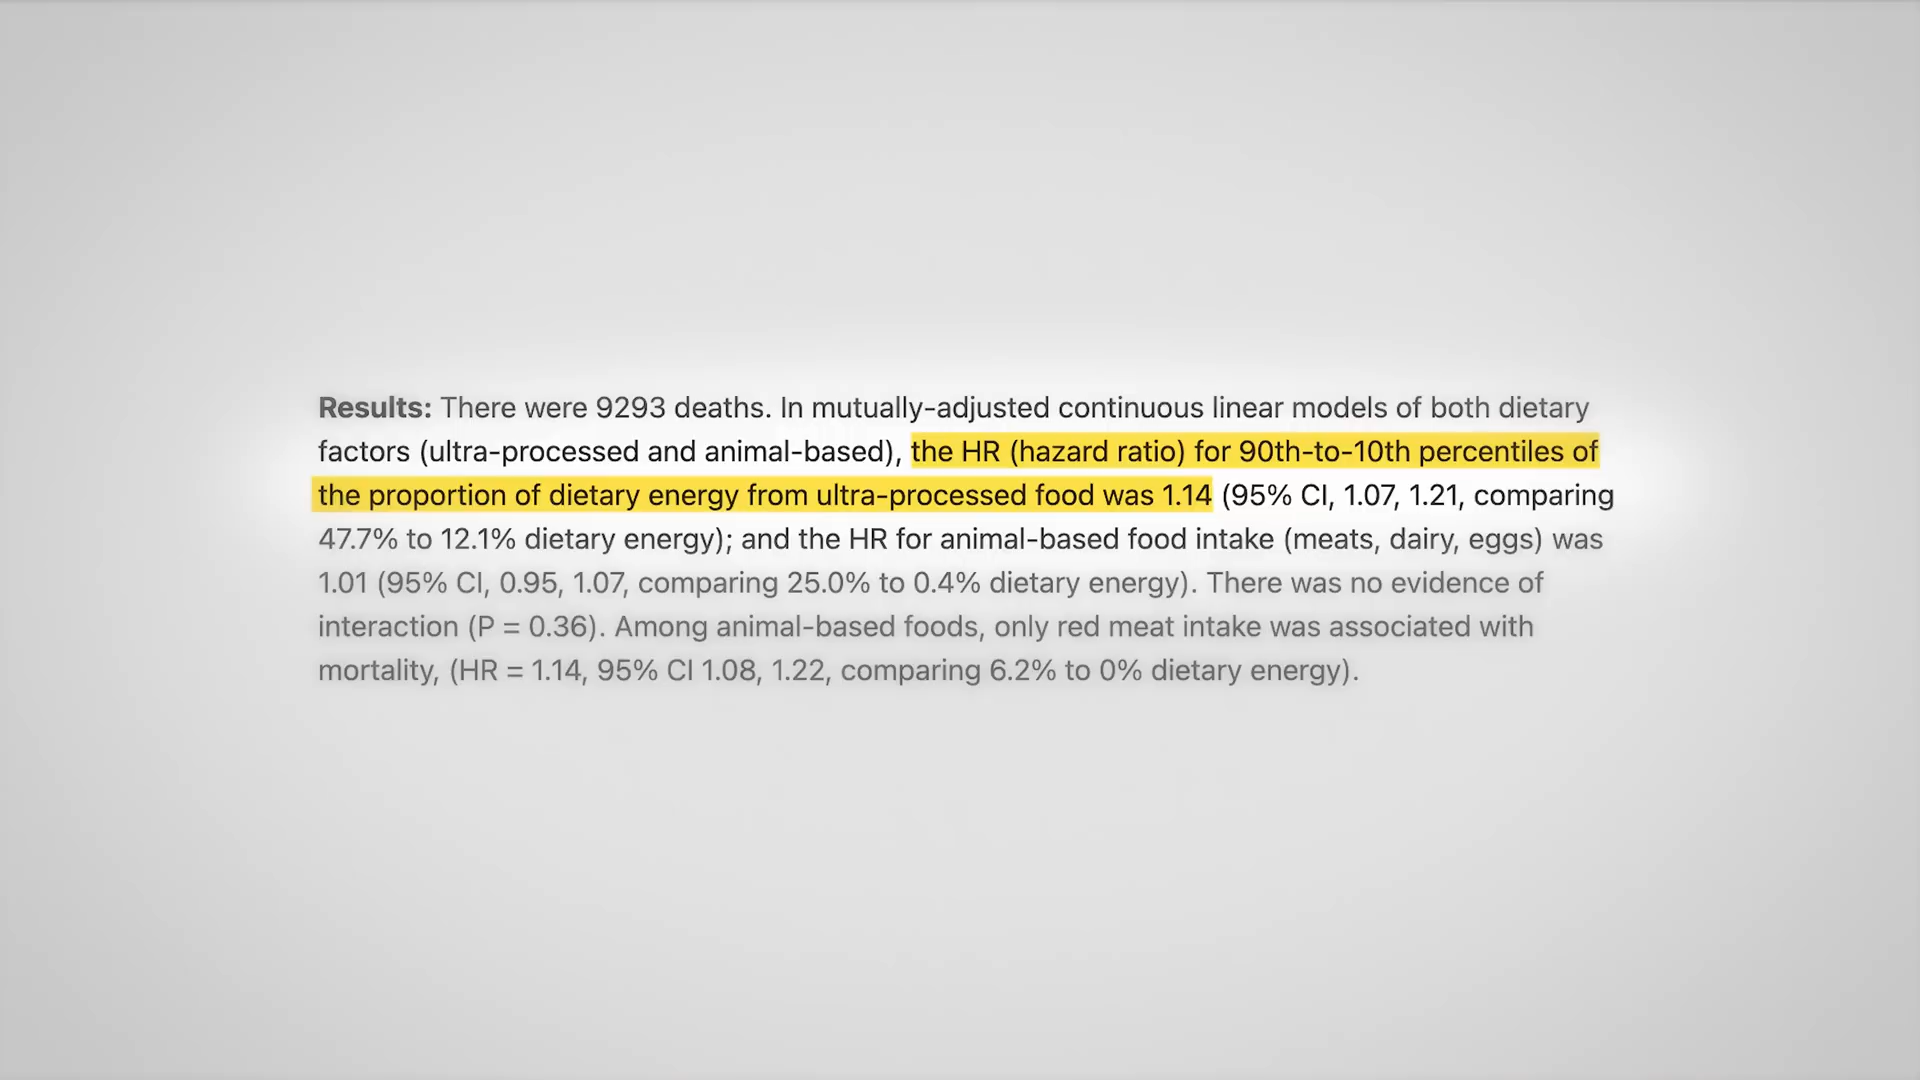 Results: There were 9293 deaths. In mutually-adjusted continuous linear models of both dietary
factors (ultra-processed and animal-based), the HR (hazard ratio) for 90th-to-10th percentiles of
the proportion of dietary energy from ultra-processed food was 1.14 (95% CI, 1.07, 1.21, comparing
47.7% to 12.1% dietary energy); and the HR for animal-based food intake (meats, dairy, eggs) was
1.01 (95% CI, 0.95, 1.07, comparing 25.0% to 0.4% dietary energy). There was no evidence of
interaction (P = 0.36). Among animal-based foods, only red meat intake was associated with
mortality, (HR = 1.14, 95% CI 1.08, 1.22, comparing 6.2% to 0% dietary energy).